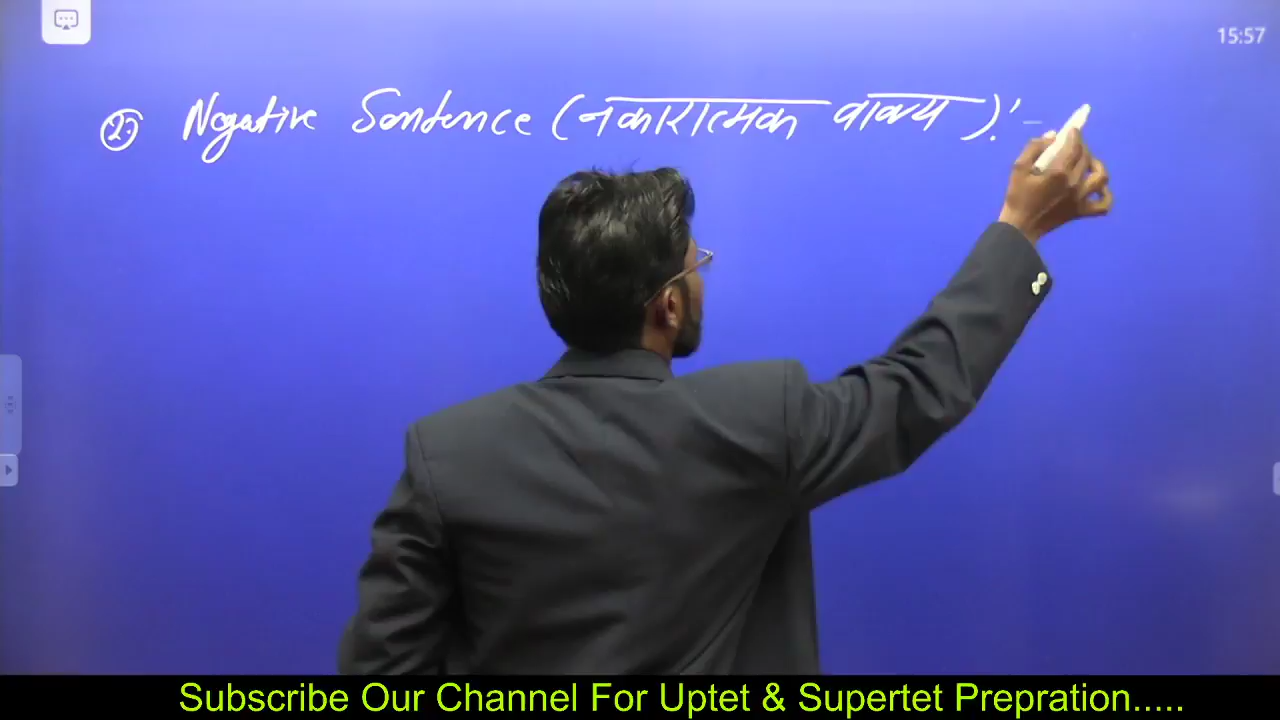 15:57
2. Negative Sentence (नकारात्मक वाक्य) :-
Subscribe Our Channel For Uptet & Supertet Prepration.....